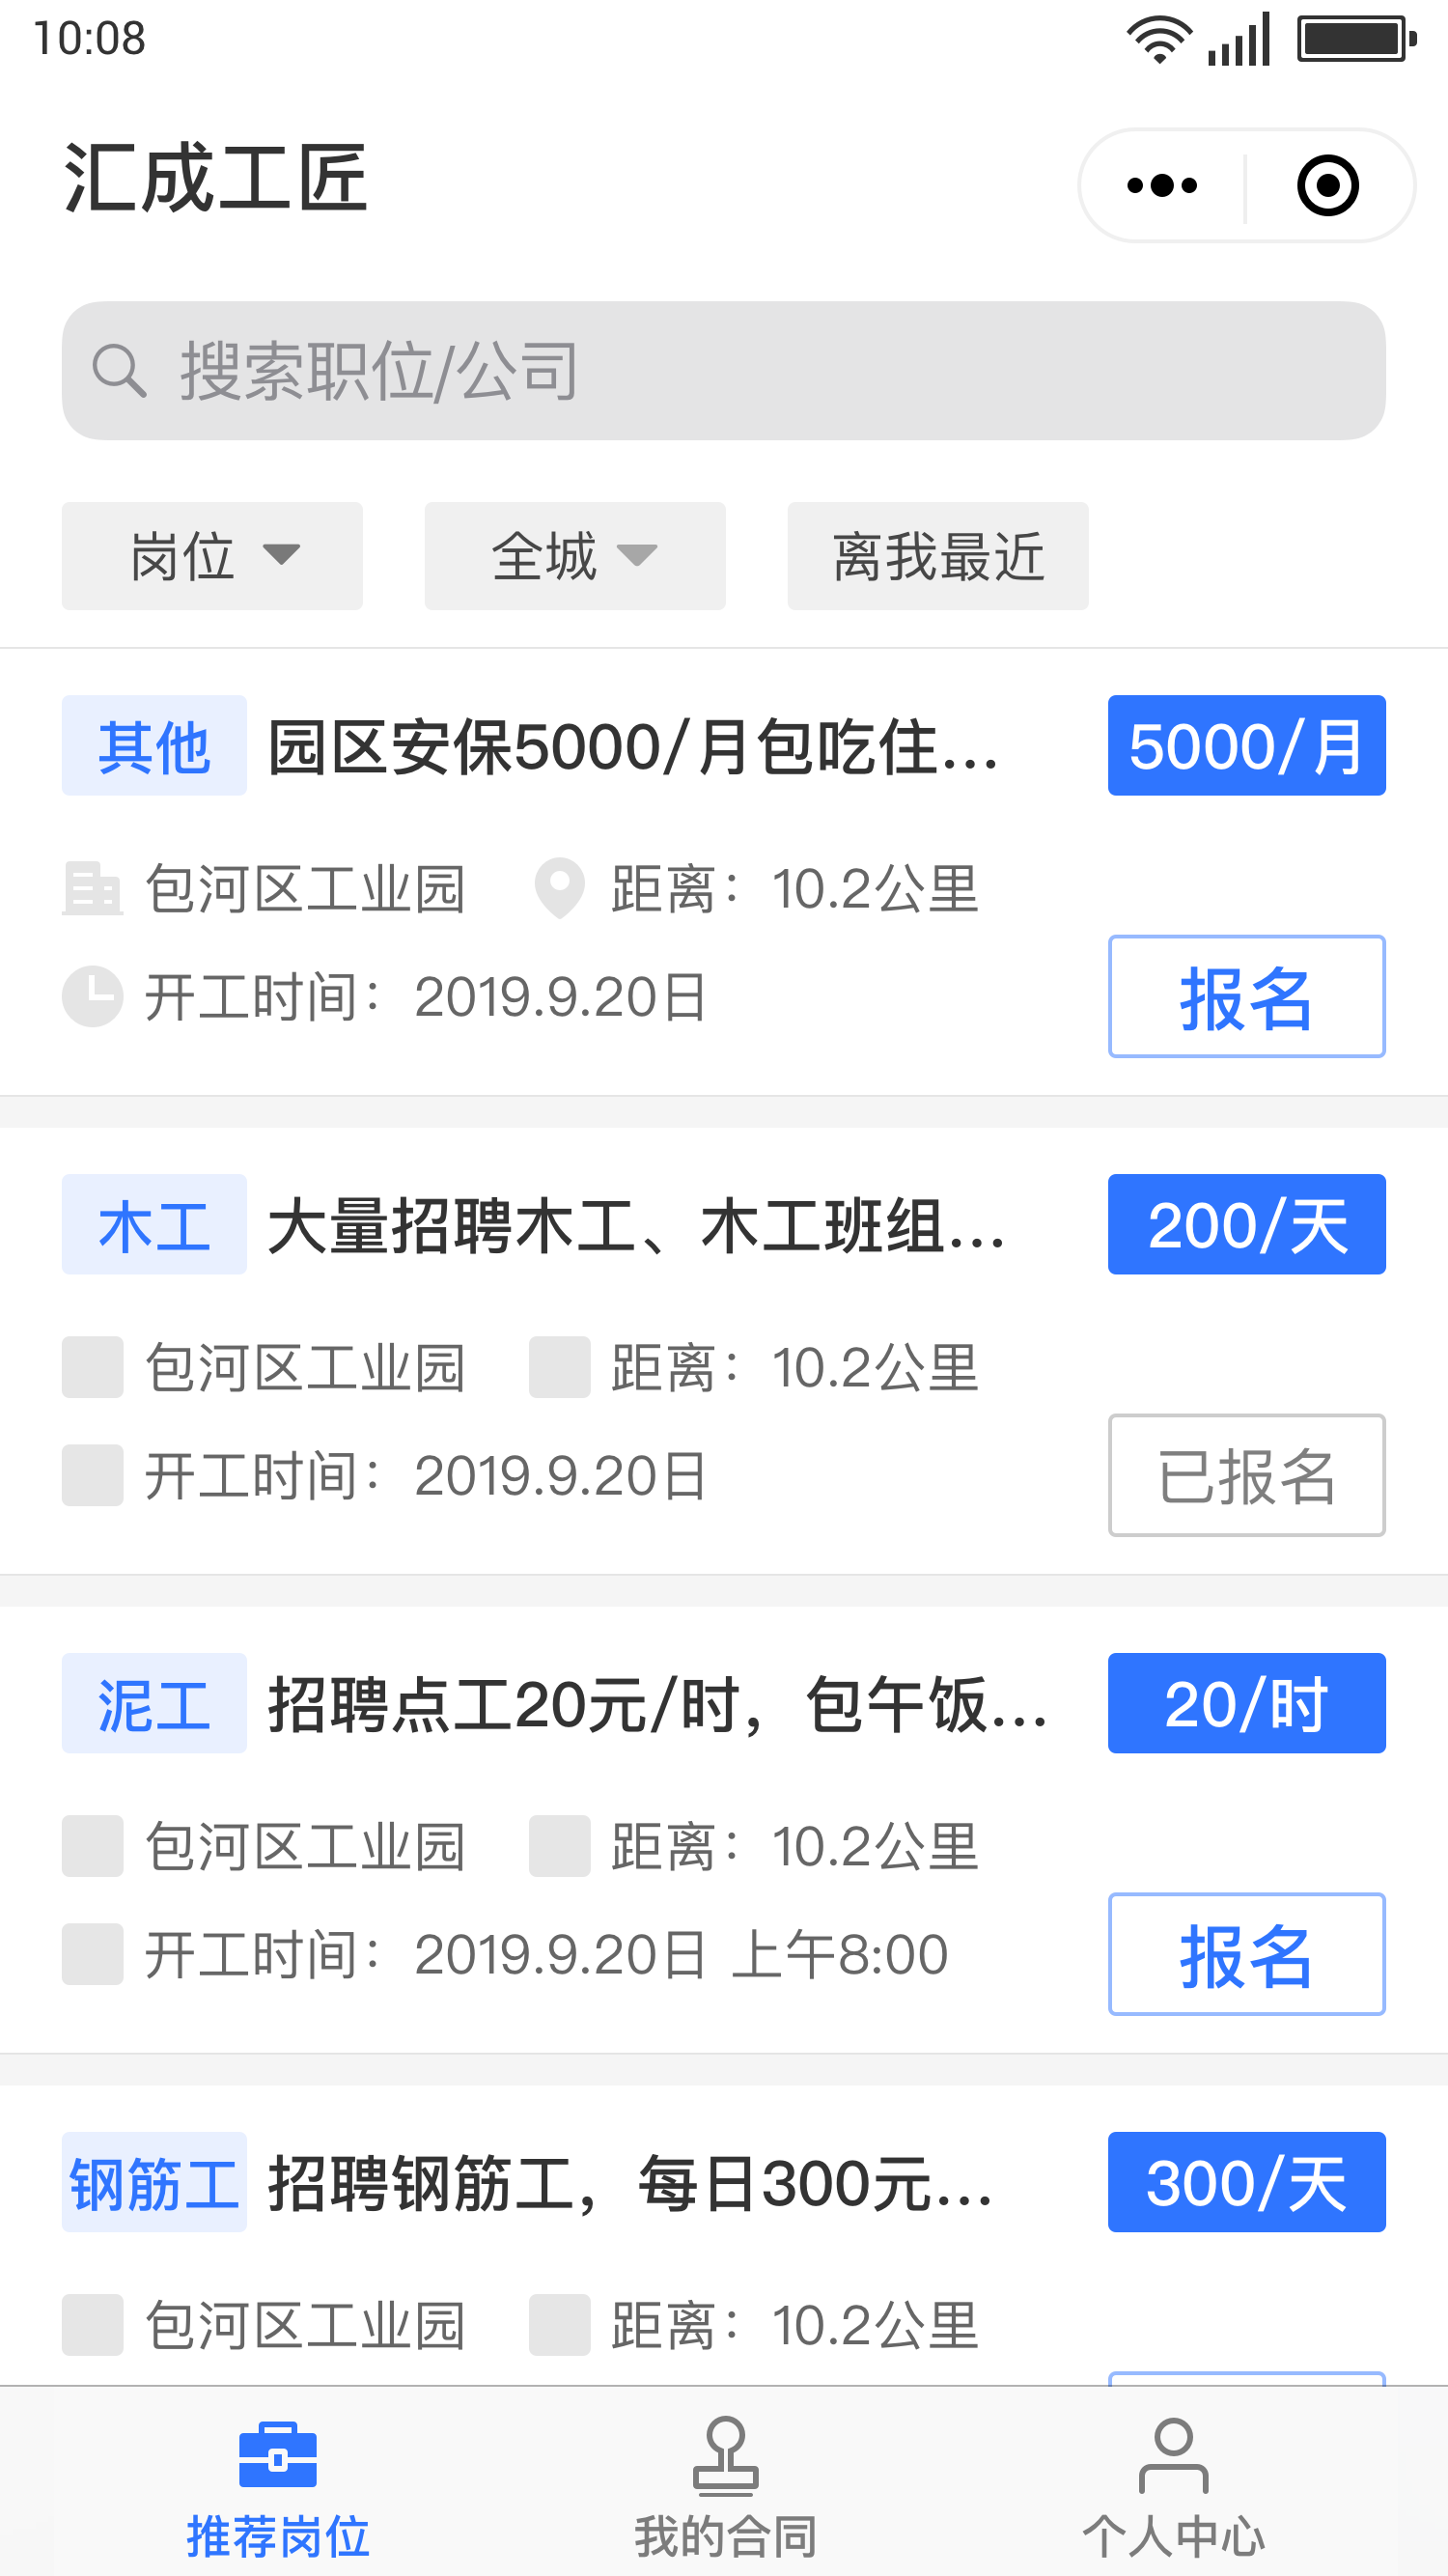 10:08
汇成工匠
搜索职位/公司
岗位 全城 离我最近
其他 园区安保5000/月包吃住... 5000/月
包河区工业园 距离：10.2公里
开工时间：2019.9.20日 报名
木工 大量招聘木工、木工班组... 200/天
包河区工业园 距离：10.2公里
开工时间：2019.9.20日 已报名
泥工 招聘点工20元/时，包午饭... 20/时
包河区工业园 距离：10.2公里
开工时间：2019.9.20日 上午8:00 报名
钢筋工 招聘钢筋工，每日300元... 300/天
包河区工业园 距离：10.2公里
推荐岗位 我的合同 个人中心